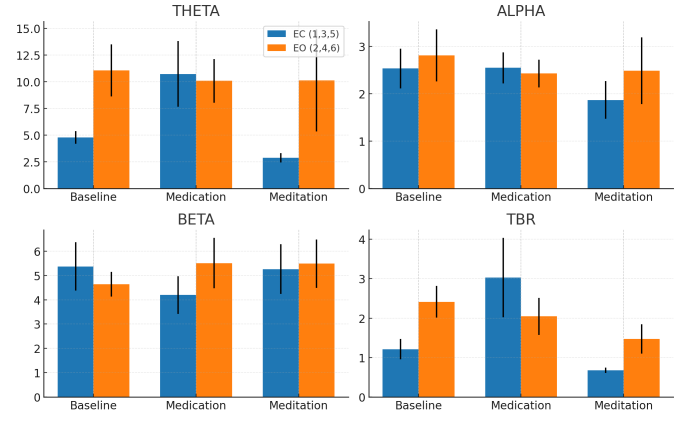 THETA
15.0
12.5
10.0
7.5
5.0
2.5
0.0
EC (1,3,5)
EO (2,4,6)
Baseline Medication Meditation
ALPHA
3
2
1
0
Baseline Medication Meditation
BETA
6
5
4
3
2
1
0
Baseline Medication Meditation
TBR
4
3
2
1
0
Baseline Medication Meditation